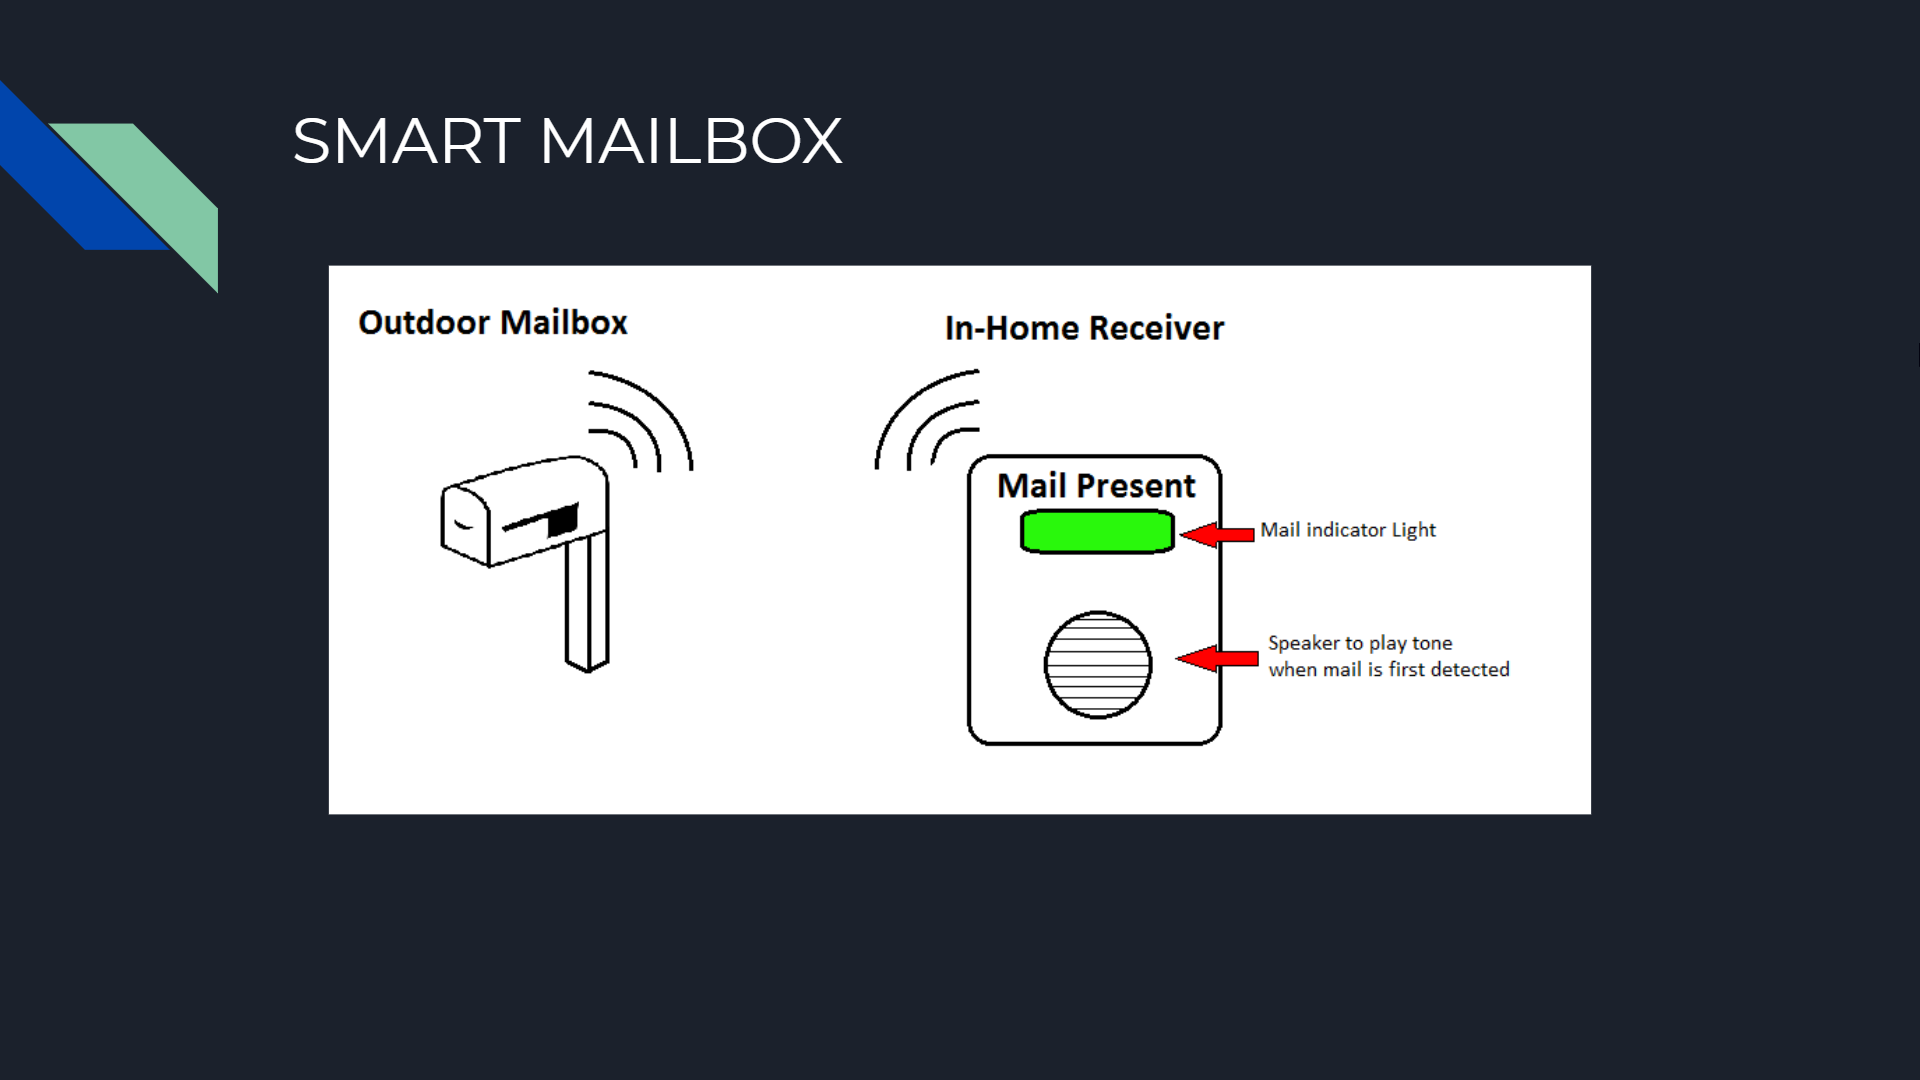 SMART MAILBOX
Outdoor Mailbox
In-Home Receiver
Mail Present
Mail indicator Light
Speaker to play tone
when mail is first detected